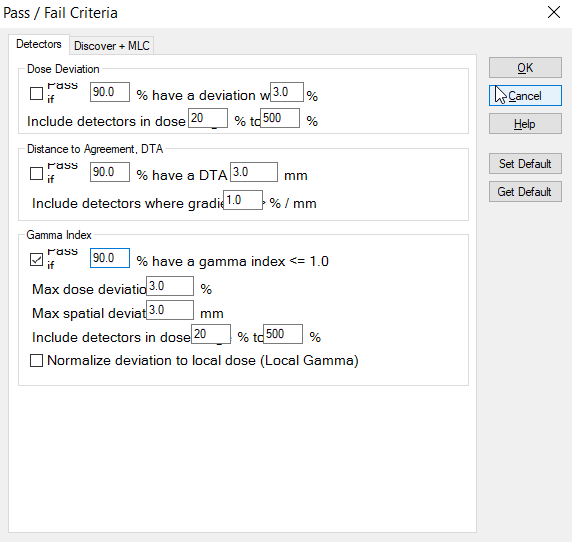 Pass / Fail Criteria
Detectors
Discover + MLC
OK
Cancel
Help
Set Default
Get Default
Dose Deviation
Pass if 90.0 % have a deviation w 3.0 %
Include detectors in dose 20 % to 500 %
Distance to Agreement, DTA
Pass if 90.0 % have a DTA 3.0 mm
Include detectors where gradie 1.0 % / mm
Gamma Index
Pass if 90.0 % have a gamma index <= 1.0
Max dose deviatio 3.0 %
Max spatial deviat 3.0 mm
Include detectors in dose 20 % to 500 %
Normalize deviation to local dose (Local Gamma)